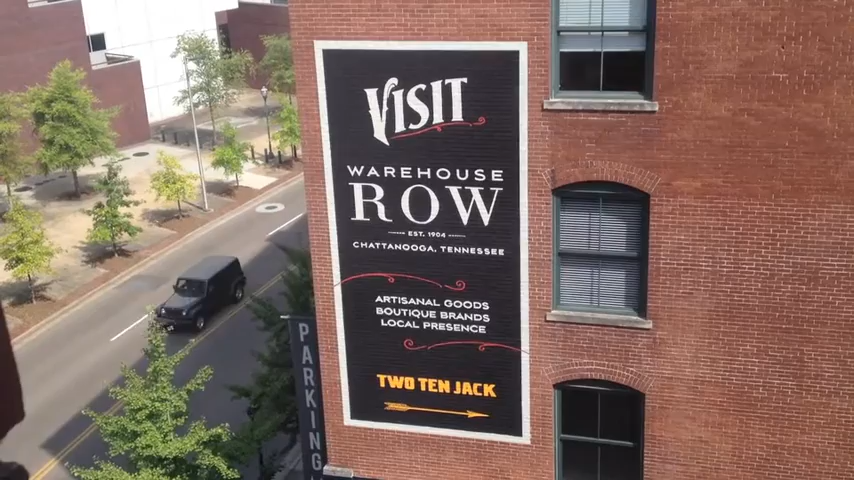 VISIT
WAREHOUSE
ROW
EST. 1904
CHATTANOOGA, TENNESSEE
ARTISANAL GOODS
BOUTIQUE BRANDS
LOCAL PRESENCE
TWO TEN JACK
PARKING